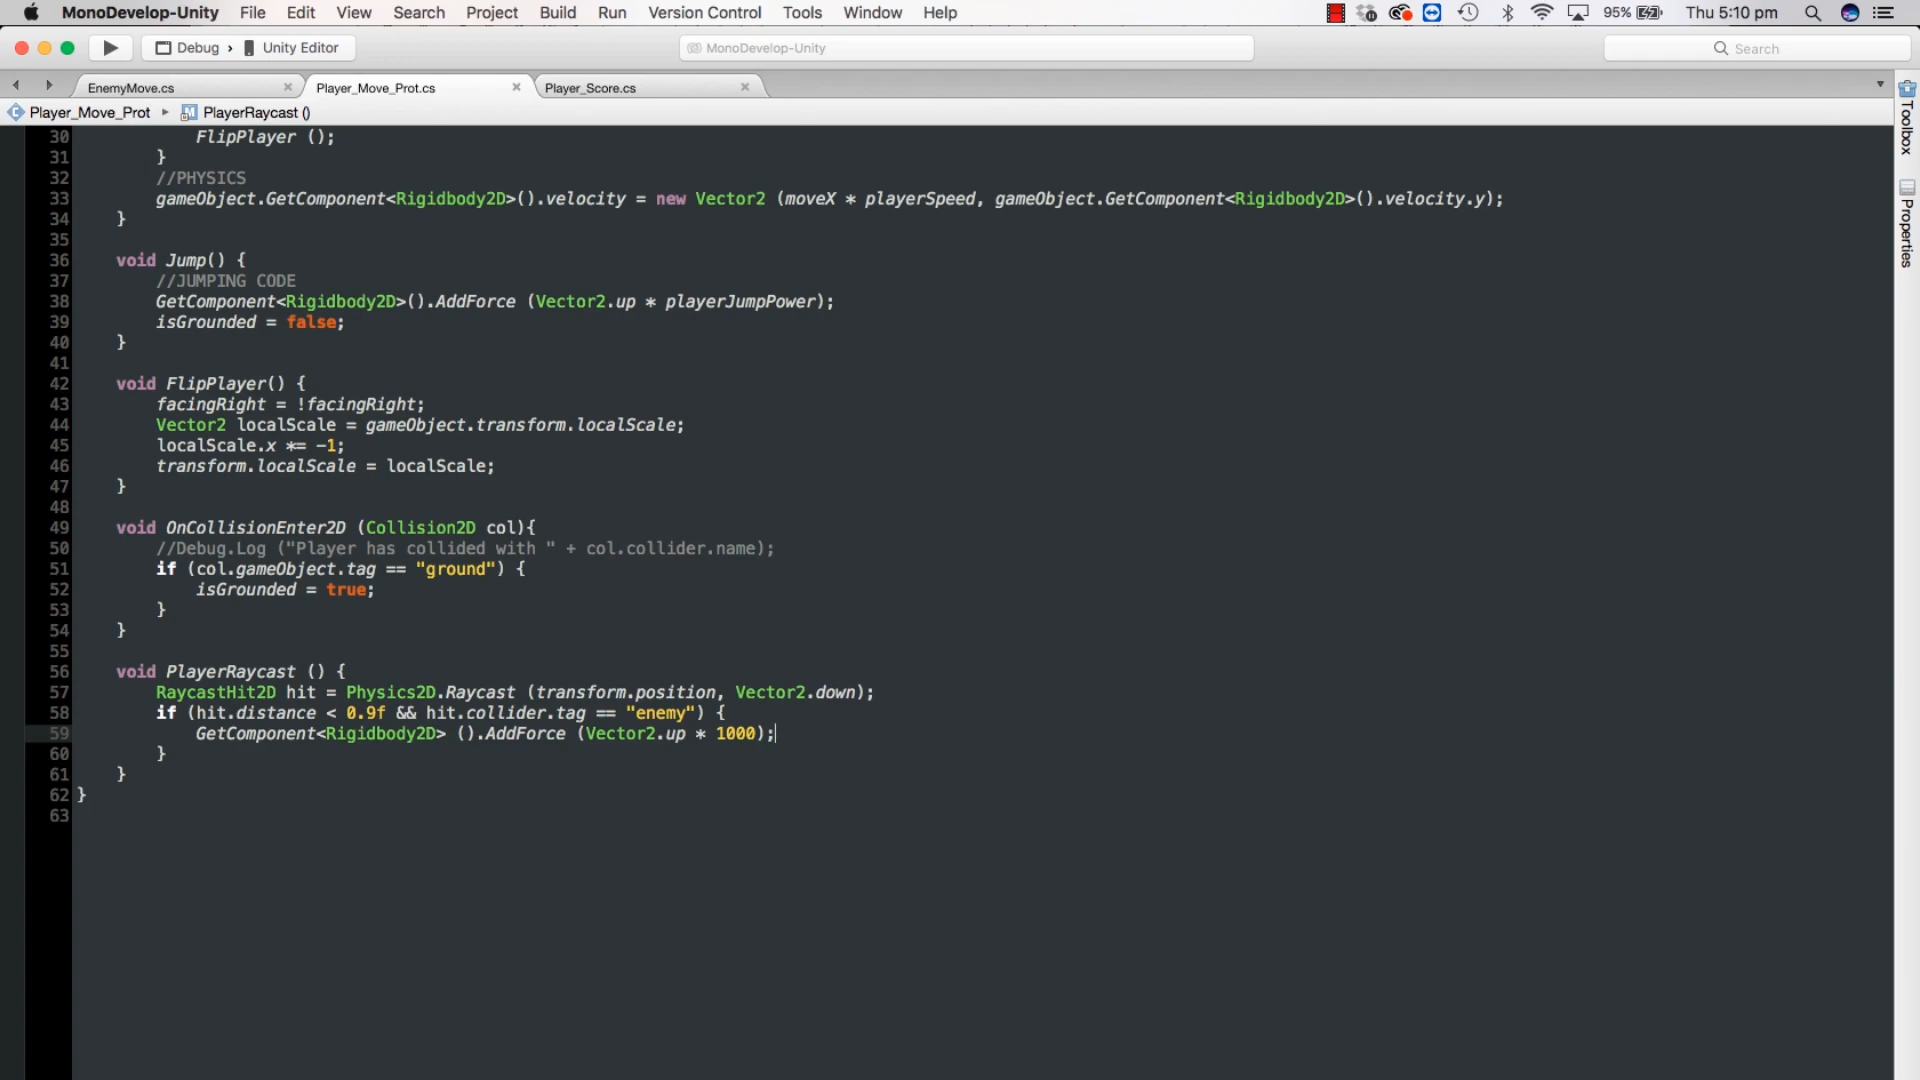 MonoDevelop-Unity File Edit View Search Project Build Run Version Control Tools Window Help 95% Thu 5:10 pm
Debug › Unity Editor MonoDevelop-Unity Search
EnemyMove.cs Player_Move_Prot.cs Player_Score.cs
Player_Move_Prot PlayerRaycast ()
Toolbox
Properties
30 FlipPlayer ();
31 }
32 //PHYSICS
33 gameObject.GetComponent<Rigidbody2D>().velocity = new Vector2 (moveX * playerSpeed, gameObject.GetComponent<Rigidbody2D>().velocity.y);
34 }
35
36 void Jump() {
37 //JUMPING CODE
38 GetComponent<Rigidbody2D>().AddForce (Vector2.up * playerJumpPower);
39 isGrounded = false;
40 }
41
42 void FlipPlayer() {
43 facingRight = !facingRight;
44 Vector2 localScale = gameObject.transform.localScale;
45 localScale.x *= -1;
46 transform.localScale = localScale;
47 }
48
49 void OnCollisionEnter2D (Collision2D col){
50 //Debug.Log ("Player has collided with " + col.collider.name);
51 if (col.gameObject.tag == "ground") {
52 isGrounded = true;
53 }
54 }
55
56 void PlayerRaycast () {
57 RaycastHit2D hit = Physics2D.Raycast (transform.position, Vector2.down);
58 if (hit.distance < 0.9f && hit.collider.tag == "enemy") {
59 GetComponent<Rigidbody2D> ().AddForce (Vector2.up * 1000);
60 }
61 }
62 }
63